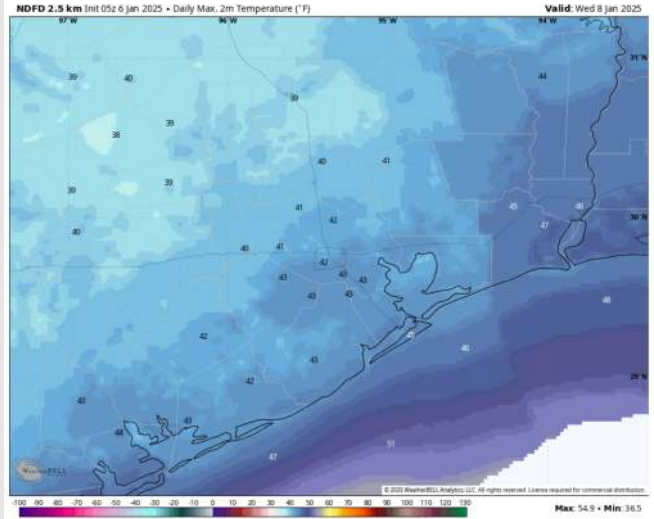 NDFD 2.5 km Init 05z 6 Jan 2025 • Daily Max. 2m Temperature (°F) Valid: Wed 8 Jan 2025
97°W 96°W 95°W 94°W
31°N
39 40 44
39
38 39
40 41
39 39
41 45 46
42 47 30°N
40
40 41
42
43 43 43
43 43 48
42
46
43 29°N
42
43
44 43
51
47
WeatherBELL
© 2025 WeatherBELL Analytics, LLC. All rights reserved. License required for commercial distribution.
-100 -90 -80 -70 -60 -50 -40 -30 -20 -10 0 10 20 30 40 50 60 70 80 90 100 110 120 130
Max: 54.9 • Min: 36.5